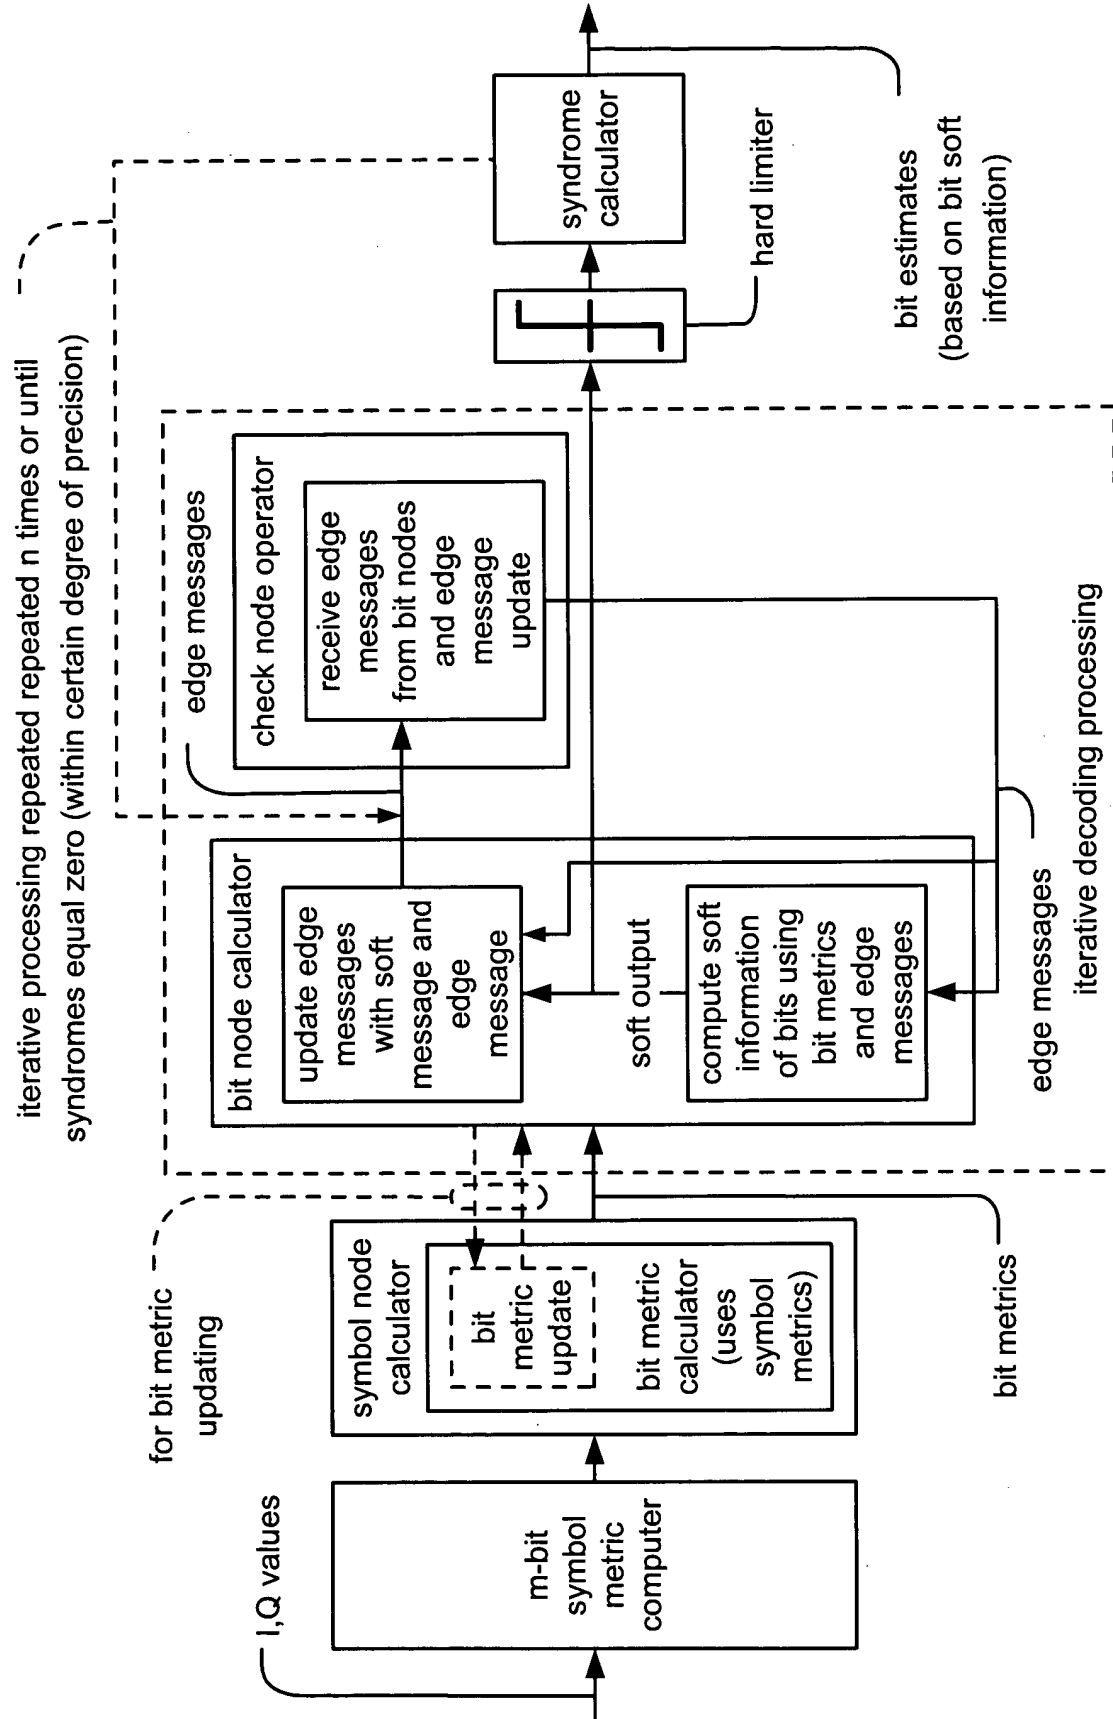 iterative processing repeated repeated n times or until
syndromes equal zero (within certain degree of precision)
I,Q values
for bit metric
updating
m-bit
symbol
metric
computer
symbol node
calculator
bit
metric
update
bit metric
calculator
(uses
symbol
metrics)
bit metrics
bit node calculator
update edge
messages
with soft
message and
edge
message
soft output
compute soft
information
of bits using
bit metrics
and edge
messages
edge messages
check node operator
receive edge
messages
from bit nodes
and edge
message
update
edge messages
iterative decoding processing
hard limiter
syndrome
calculator
bit estimates
(based on bit soft
information)